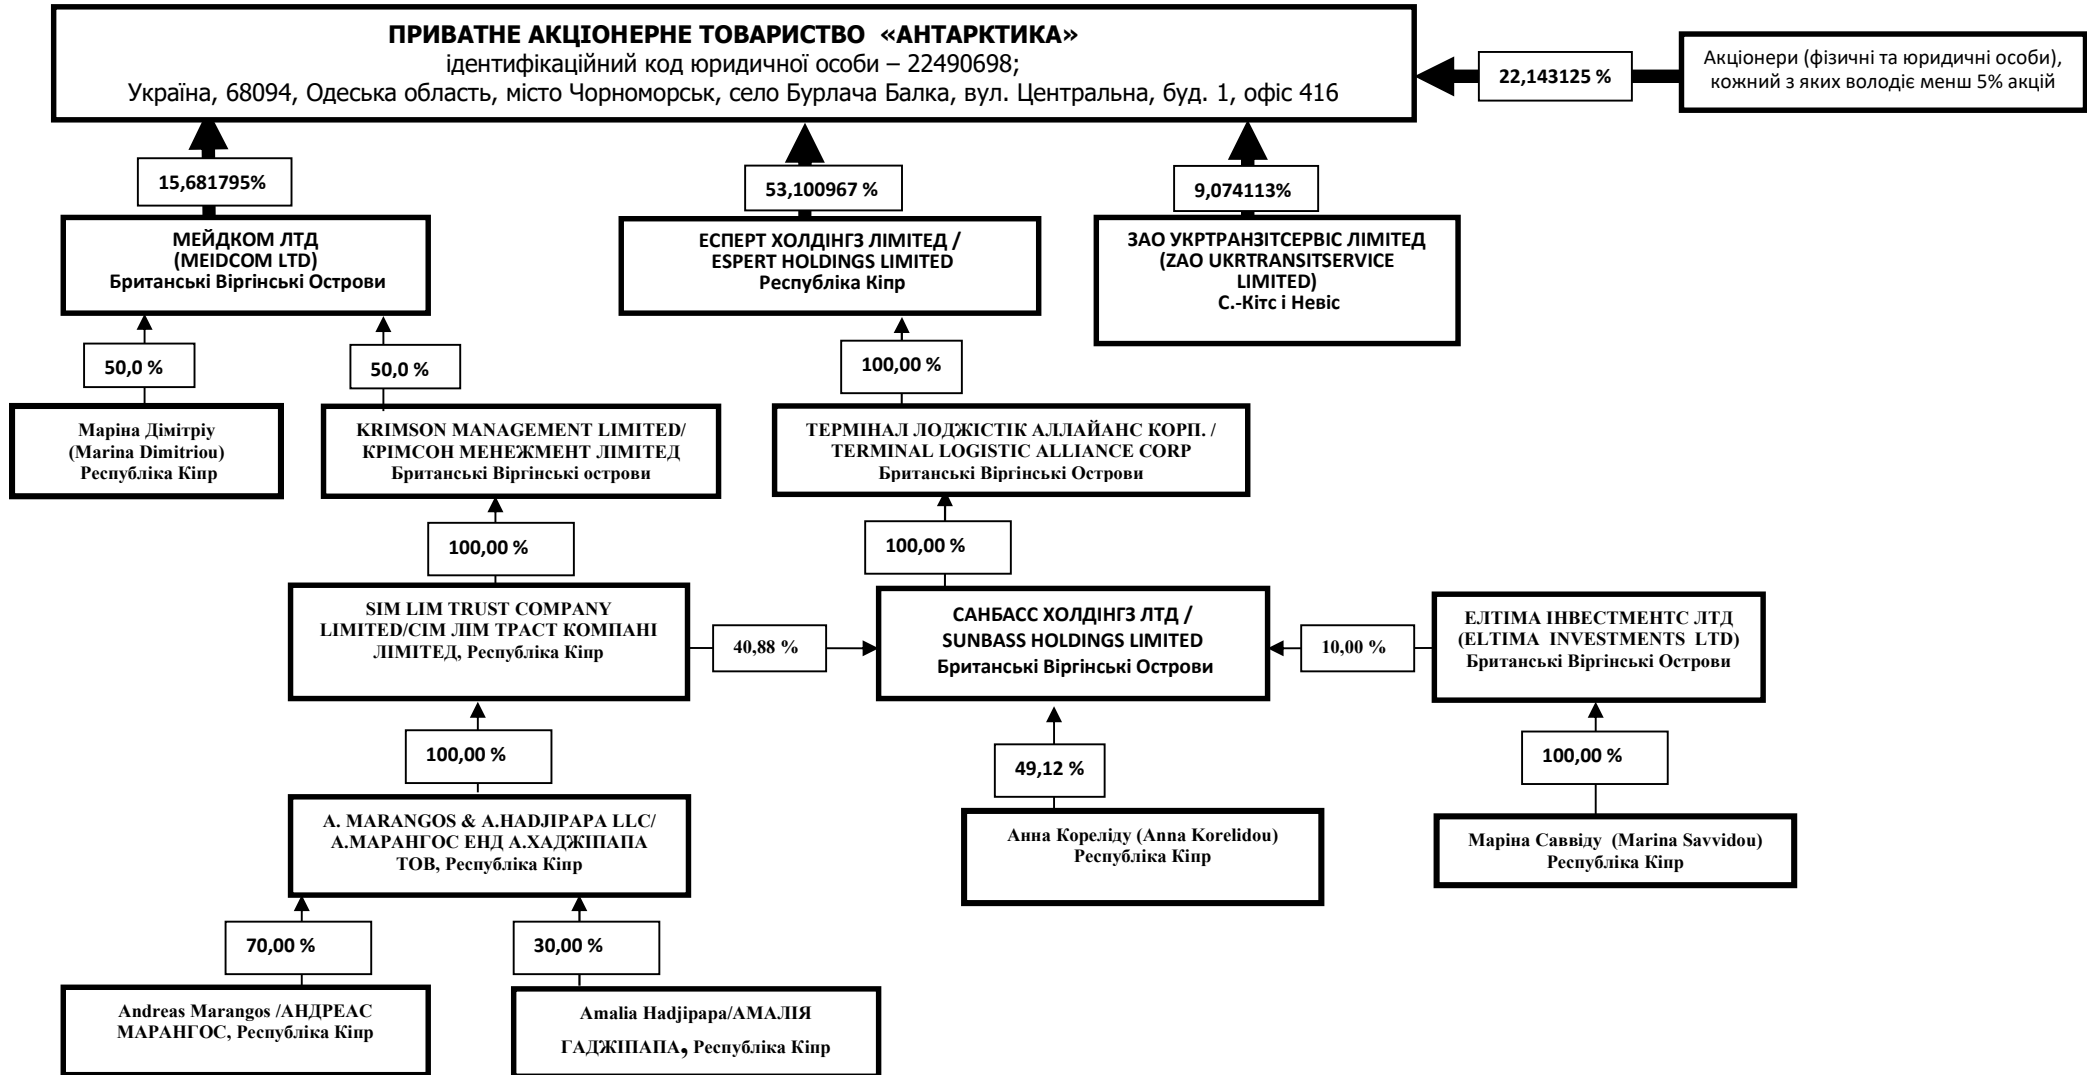 ПРИВАТНЕ АКЦІОНЕРНЕ ТОВАРИСТВО «АНТАРКТИКА»
ідентифікаційний код юридичної особи – 22490698;
Україна, 68094, Одеська область, місто Чорноморськ, село Бурлача Балка, вул. Центральна, буд. 1, офіс 416
22,143125 %
Акціонери (фізичні та юридичні особи),
кожний з яких володіє менш 5% акцій
15,681795%
53,100967 %
9,074113%
МЕЙДКОМ ЛТД
(MEIDCOM LTD)
Британські Віргінські Острови
ЕСПЕРТ ХОЛДІНГЗ ЛІМІТЕД /
ESPERT HOLDINGS LIMITED
Республіка Кіпр
ЗАО УКРТРАНЗІТСЕРВІС ЛІМІТЕД
(ZAO UKRTRANSITSERVICE
LIMITED)
С.-Кітс і Невіс
50,0 %
50,0 %
100,00 %
Маріна Дімітріу
(Marina Dimitriou)
Республіка Кіпр
KRIMSON MANAGEMENT LIMITED/
КРІМСОН МЕНЕЖМЕНТ ЛІМІТЕД
Британські Віргінські острови
ТЕРМІНАЛ ЛОДЖІСТІК АЛЛАЙАНС КОРП. /
TERMINAL LOGISTIC ALLIANCE CORP
Британські Віргінські Острови
100,00 %
100,00 %
SIM LIM TRUST COMPANY
LIMITED/СІМ ЛІМ ТРАСТ КОМПАНІ
ЛІМІТЕД, Республіка Кіпр
40,88 %
САНБАСС ХОЛДІНГЗ ЛТД /
SUNBASS HOLDINGS LIMITED
Британські Віргінські Острови
10,00 %
ЕЛТІМА ІНВЕСТМЕНТС ЛТД
(ELTIMA INVESTMENTS LTD)
Британські Віргінські Острови
100,00 %
49,12 %
100,00 %
A. MARANGOS & A.HADJIPAPA LLC/
А.МАРАНГОС ЕНД А.ХАДЖІПАПА
ТОВ, Республіка Кіпр
Анна Кореліду (Anna Korelidou)
Республіка Кіпр
Маріна Саввіду (Marina Savvidou)
Республіка Кіпр
70,00 %
30,00 %
Andreas Marangos /АНДРЕАС
МАРАНГОС, Республіка Кіпр
Amalia Hadjipapa/АМАЛІЯ
ГАДЖІПАПА, Республіка Кіпр